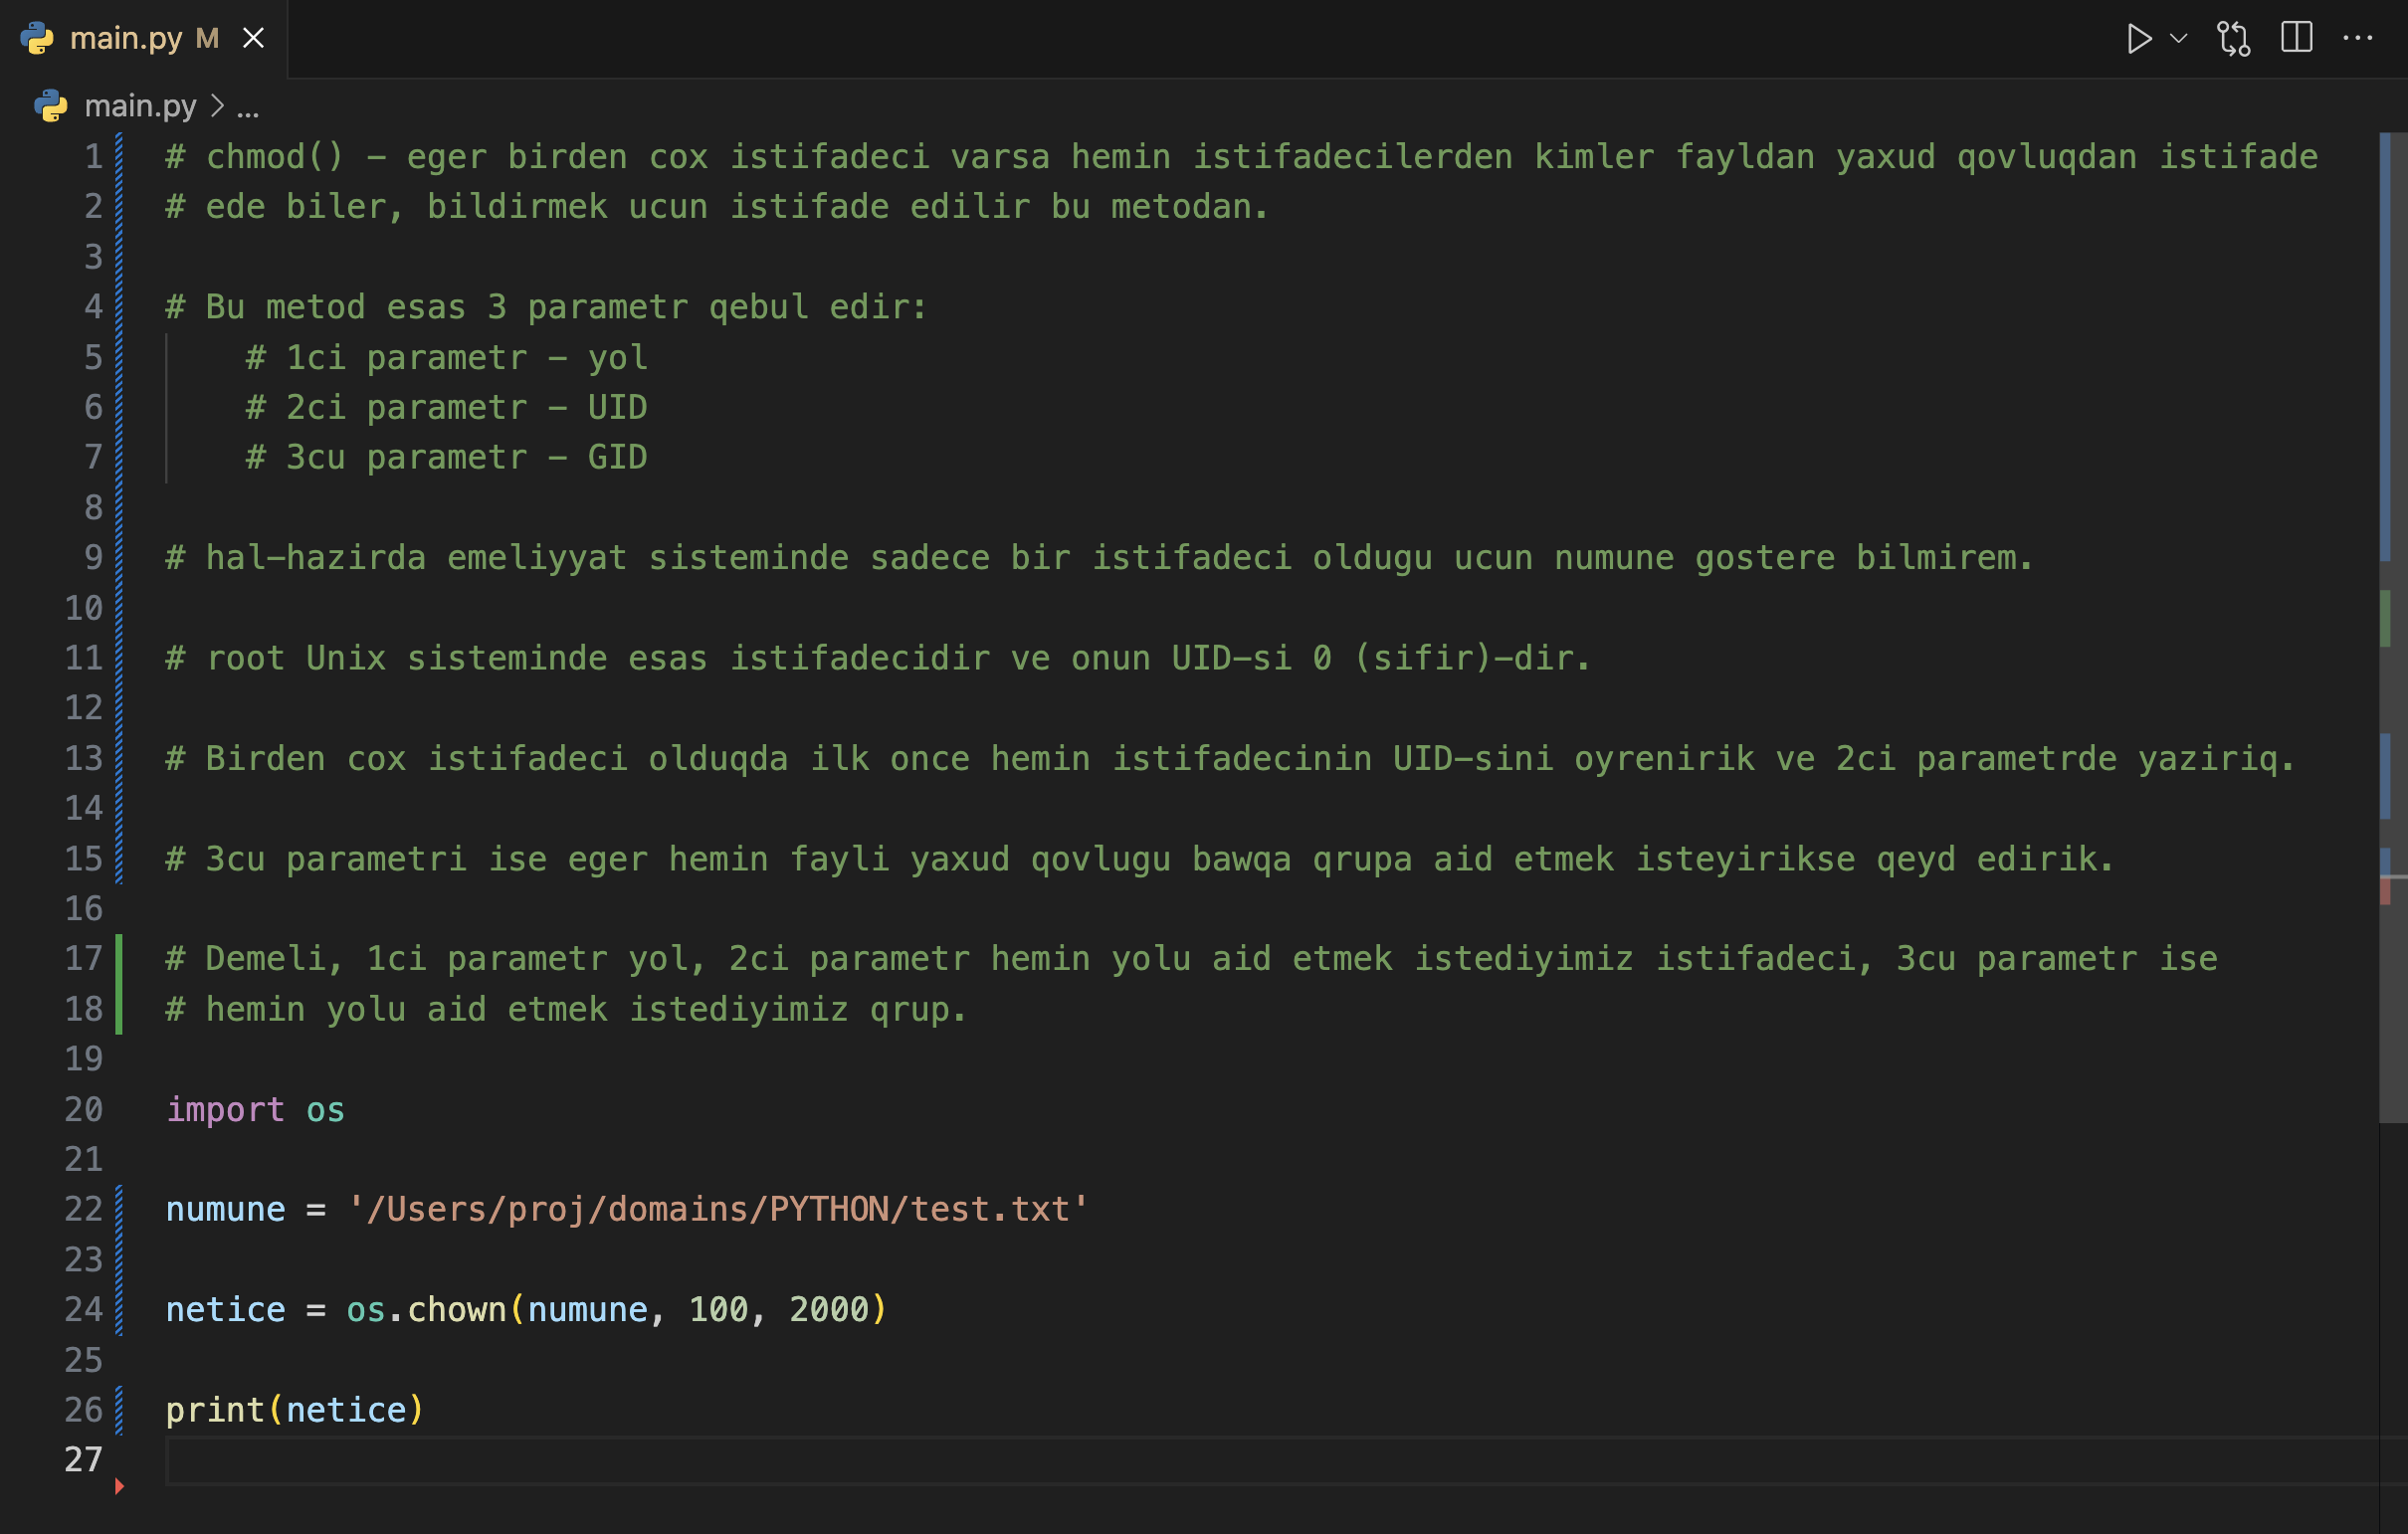 main.py M
main.py > ...
1 # chmod() - eger birden cox istifadeci varsa hemin istifadecilerden kimler fayldan yaxud qovluqdan istifade
2 # ede biler, bildirmek ucun istifade edilir bu metodan.
3
4 # Bu metod esas 3 parametr qebul edir:
5     # 1ci parametr - yol
6     # 2ci parametr - UID
7     # 3cu parametr - GID
8
9 # hal-hazirda emeliyyat sisteminde sadece bir istifadeci oldugu ucun numune gostere bilmirem.
10
11 # root Unix sisteminde esas istifadecidir ve onun UID-si 0 (sifir)-dir.
12
13 # Birden cox istifadeci olduqda ilk once hemin istifadecinin UID-sini oyrenirik ve 2ci parametrde yaziriq.
14
15 # 3cu parametri ise eger hemin fayli yaxud qovlugu bawqa qrupa aid etmek isteyirikse qeyd edirik.
16
17 # Demeli, 1ci parametr yol, 2ci parametr hemin yolu aid etmek istediyimiz istifadeci, 3cu parametr ise
18 # hemin yolu aid etmek istediyimiz qrup.
19
20 import os
21
22 numune = '/Users/proj/domains/PYTHON/test.txt'
23
24 netice = os.chown(numune, 100, 2000)
25
26 print(netice)
27